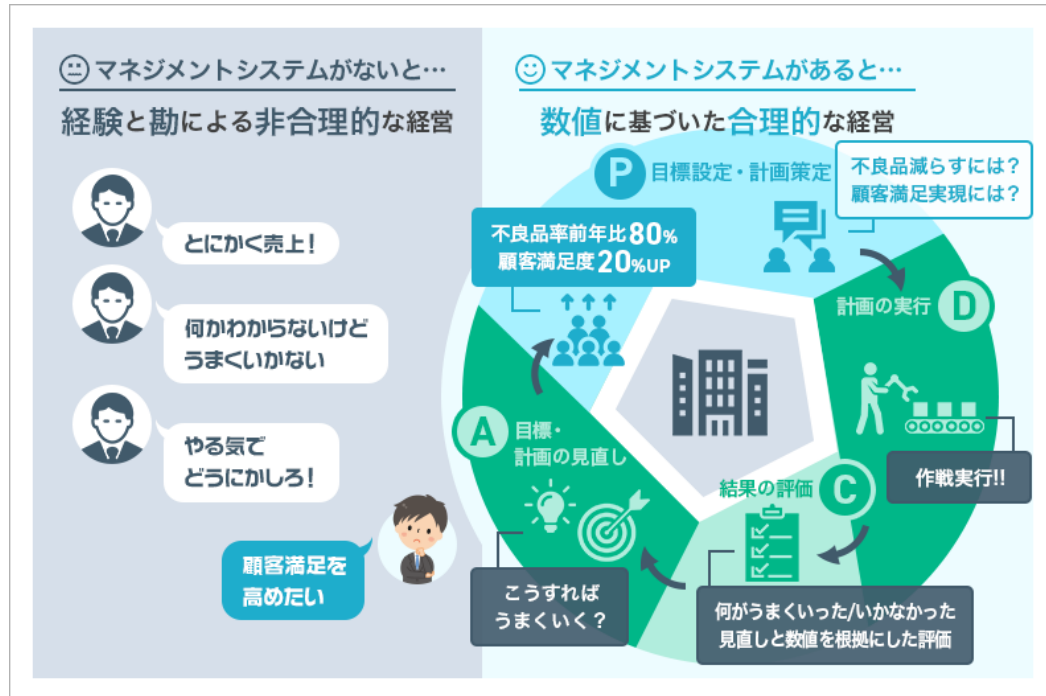 マネジメントシステムがないと…
経験と勘による非合理的な経営
とにかく売上！
何かわからないけど
うまくいかない
やる気で
どうにかしろ！
顧客満足を
高めたい
マネジメントシステムがあると…
数値に基づいた合理的な経営
P 目標設定・計画策定
不良品減らすには？
顧客満足実現には？
不良品率前年比80%
顧客満足度20%UP
計画の実行 D
作戦実行!!
結果の評価 C
何がうまくいった/いかなかった
見直しと数値を根拠にした評価
A 目標・
計画の見直し
こうすれば
うまくいく？